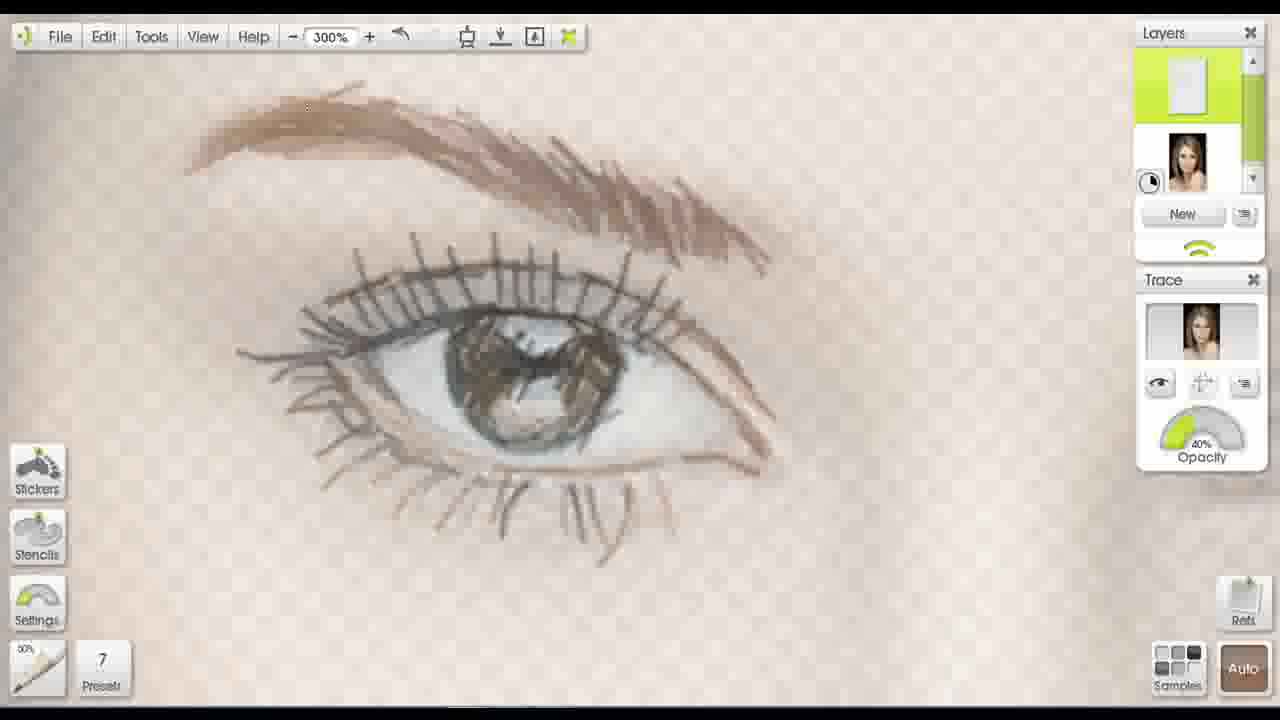 File Edit Tools View Help − 300% +
Layers
New
Trace
40%
Opacity
Stickers
Stencils
Settings
50%
7
Presets
Refs
Samples
Auto